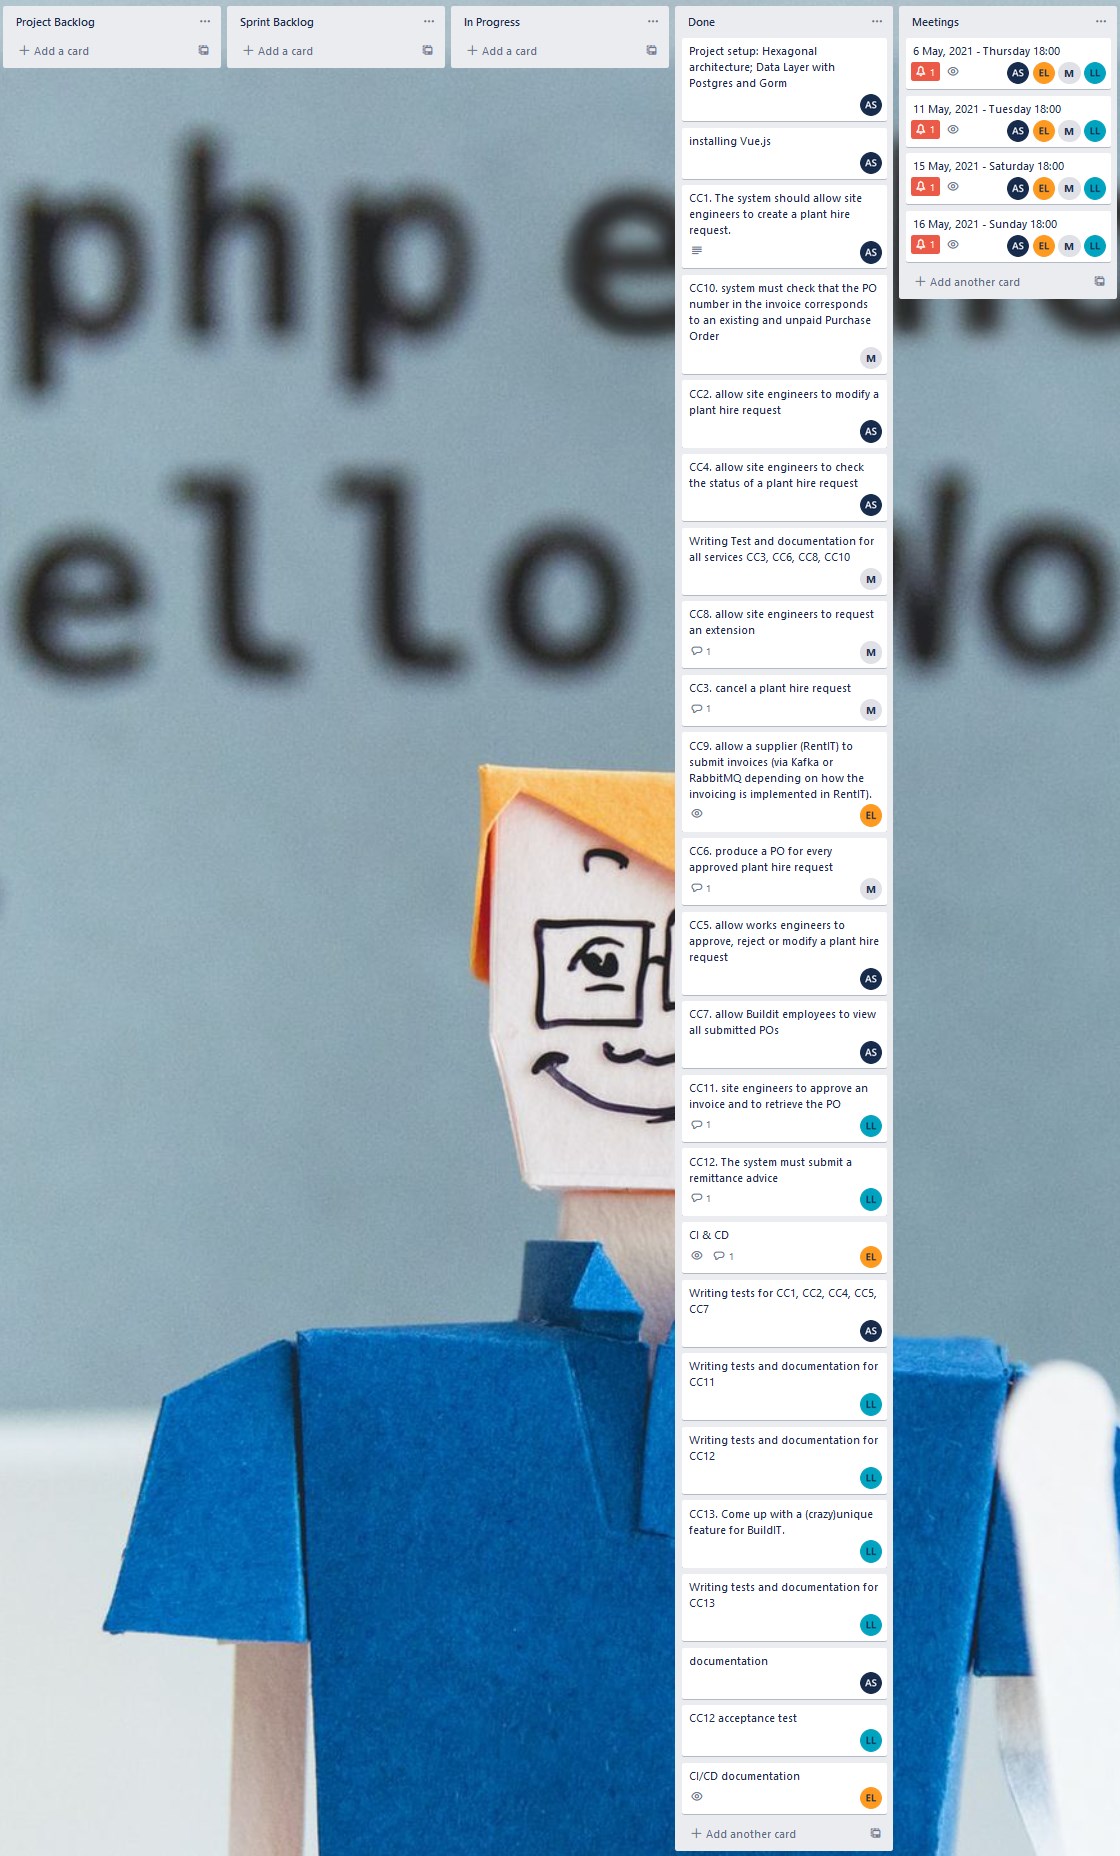 Project Backlog
Add a card
Sprint Backlog
Add a card
In Progress
Add a card
Done
Project setup: Hexagonal
architecture; Data Layer with
Postgres and Gorm
AS
installing Vue.js
AS
CC1. The system should allow site
engineers to create a plant hire
request.
AS
CC10. system must check that the PO
number in the invoice corresponds
to an existing and unpaid Purchase
Order
M
CC2. allow site engineers to modify a
plant hire request
AS
CC4. allow site engineers to check
the status of a plant hire request
AS
Writing Test and documentation for
all services CC3, CC6, CC8, CC10
M
CC8. allow site engineers to request
an extension
1
M
CC3. cancel a plant hire request
1
M
CC9. allow a supplier (RentIT) to
submit invoices (via Kafka or
RabbitMQ depending on how the
invoicing is implemented in RentIT).
EL
CC6. produce a PO for every
approved plant hire request
1
M
CC5. allow works engineers to
approve, reject or modify a plant hire
request
AS
CC7. allow Buildit employees to view
all submitted POs
AS
CC11. site engineers to approve an
invoice and to retrieve the PO
1
LL
CC12. The system must submit a
remittance advice
1
LL
CI & CD
1
EL
Writing tests for CC1, CC2, CC4, CC5,
CC7
AS
Writing tests and documentation for
CC11
LL
Writing tests and documentation for
CC12
LL
CC13. Come up with a (crazy)unique
feature for BuildIT.
LL
Writing tests and documentation for
CC13
LL
documentation
AS
CC12 acceptance test
LL
CI/CD documentation
EL
Add another card
Meetings
6 May, 2021 - Thursday 18:00
1 AS EL M LL
11 May, 2021 - Tuesday 18:00
1 AS EL M LL
15 May, 2021 - Saturday 18:00
1 AS EL M LL
16 May, 2021 - Sunday 18:00
1 AS EL M LL
Add another card
php e
ello Wo